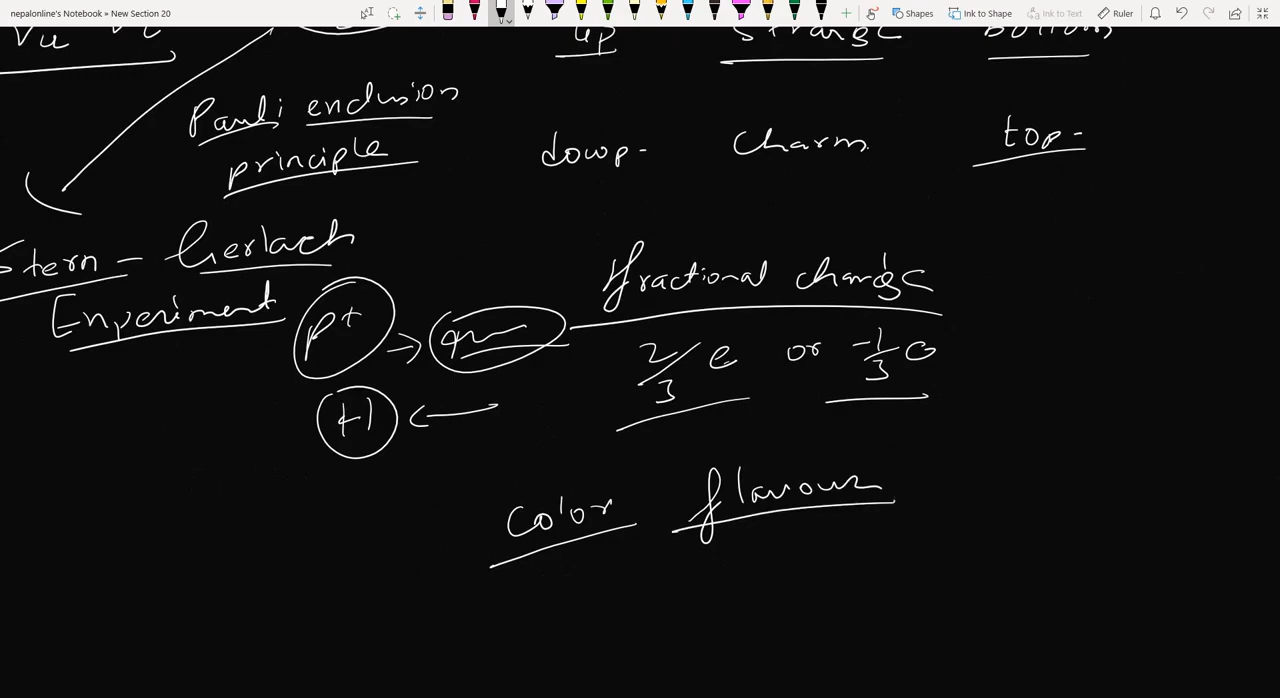 nepalonline's Notebook » New Section 20
Shapes Ink to Shape Ink to Text Ruler
up strange bottom
Pauli exclusion
principle
down charm top
Stern - Gerlach
Experiment
fractional charge
p+ →
2/3 e or -1/3 e
+1 ←
color flavour